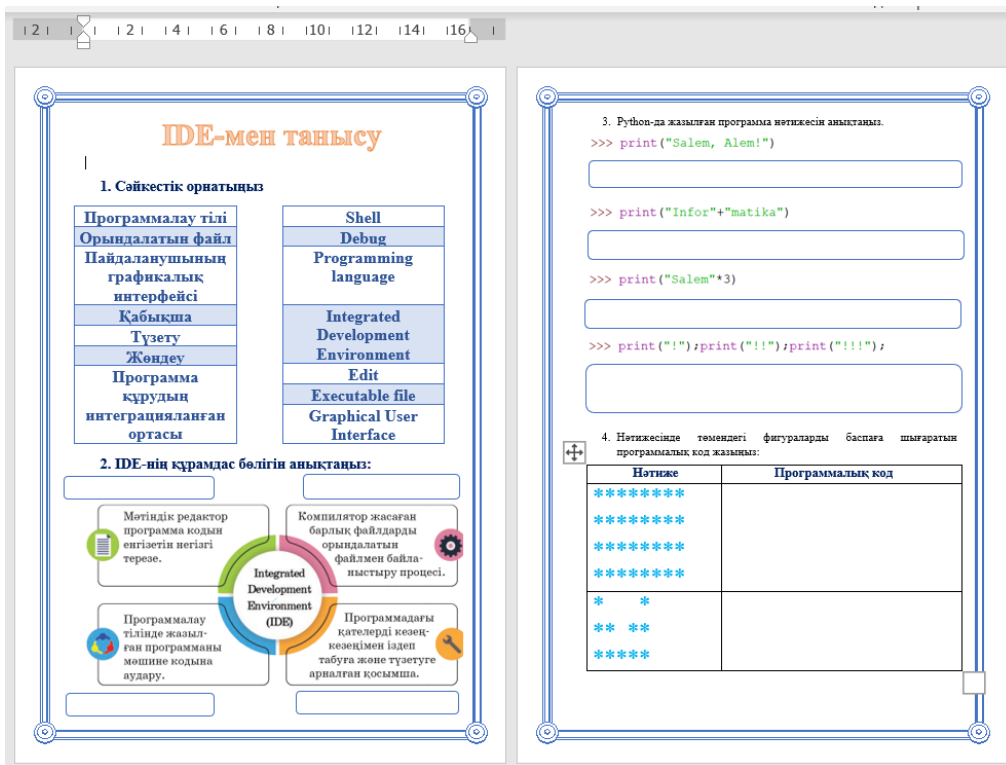 2 2 4 6 8 10 12 14 16
IDE-мен танысу
1. Сәйкестік орнатыңыз
Программалау тілі
Орындалатын файл
Пайдаланушының
графикалық
интерфейсі
Қабықша
Түзету
Жөндеу
Программа
құрудың
интеграцияланған
ортасы
Shell
Debug
Programming
language
Integrated
Development
Environment
Edit
Executable file
Graphical User
Interface
2. IDE-нің құрамдас бөлігін анықтаңыз:
Мәтіндік редактор
программа кодын
енгізетін негізгі
терезе.
Компилятор жасаған
барлық файлдарды
орындалатын
файлмен байла-
ныстыру процесі.
Integrated
Development
Environment
(IDE)
Программалау
тілінде жазыл-
ған программаны
машине кодына
аудару.
Программадағы
қателерді кезең-
кезеңімен іздеп
табуға және түзетуге
арналған қосымша.
3. Python-да жазылған программа нәтижесін анықтаңыз.
>>> print("Salem, Alem!")
>>> print("Infor"+"matika")
>>> print("Salem"*3)
>>> print("!");print("!!");print("!!!");
4. Нәтижесінде төмендегі фигураларды баспаға шығаратын
программалық код жазыңыз:
Нәтиже Программалық код
********
********
********
********
* *
** **
*****